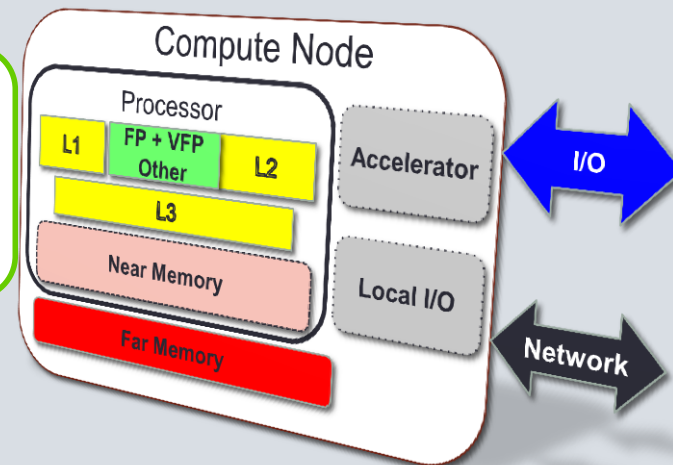 Compute Node
Processor
L1
FP + VFP
Other
L2
L3
Near Memory
Far Memory
Accelerator
Local I/O
I/O
Network